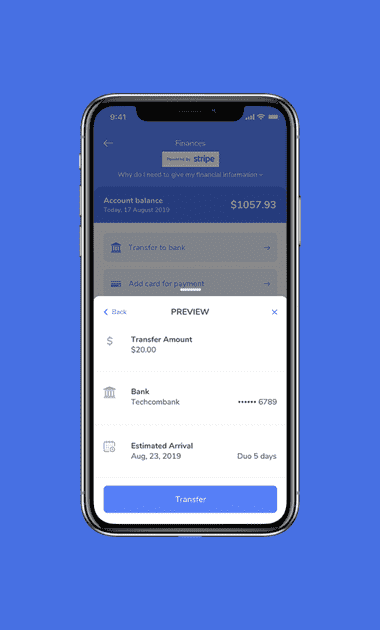 9:41
Finances
Powered by stripe
Why do I need to give my financial information
Account balance
Today, 17 August 2019
$1057.93
Transfer to bank
Add card for payment
Back
PREVIEW
Transfer Amount
$20.00
Bank
Techcombank
•••••• 6789
Estimated Arrival
Aug, 23, 2019
Duo 5 days
Transfer